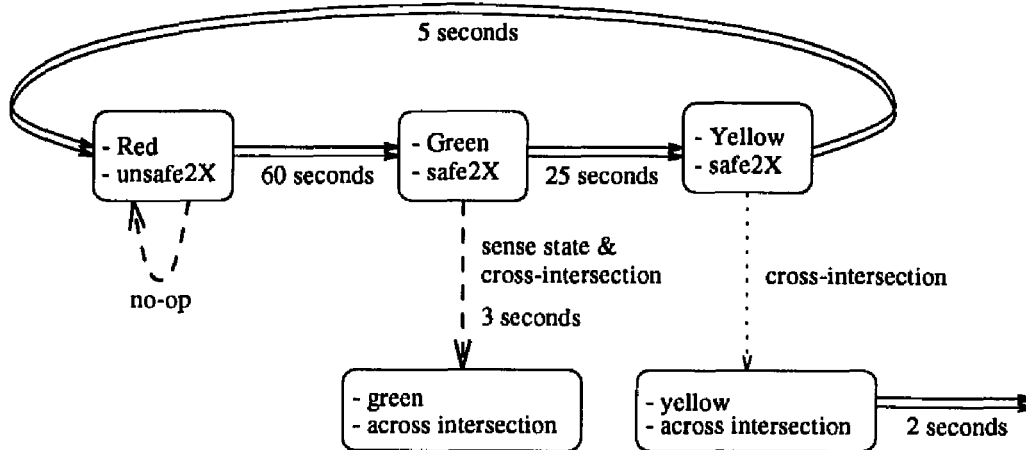 5 seconds
- Red
- unsafe2X
60 seconds
- Green
- safe2X
25 seconds
- Yellow
- safe2X
no-op
sense state &
cross-intersection
3 seconds
cross-intersection
- green
- across intersection
- yellow
- across intersection
2 seconds